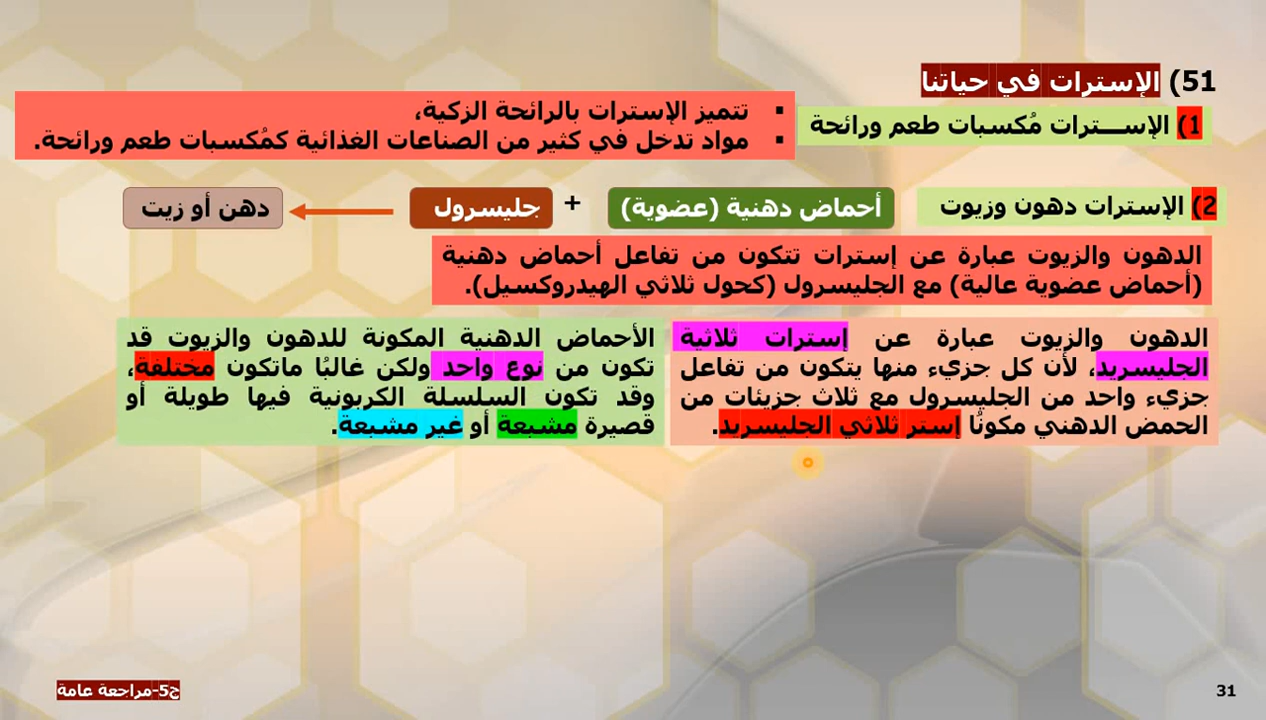 51) الإسترات في حياتنا
1) الإســـترات مُكسبات طعم ورائحة
▪ تتميز الإسترات بالرائحة الزكية،
▪ مواد تدخل في كثير من الصناعات الغذائية كمُكسبات طعم ورائحة.
2) الإسترات دهون وزيوت
أحماض دهنية (عضوية) + جليسرول ← دهن أو زيت
الدهون والزيوت عبارة عن إسترات تتكون من تفاعل أحماض دهنية
(أحماض عضوية عالية) مع الجليسرول (كحول ثلاثي الهيدروكسيل).
الدهون والزيوت عبارة عن إسترات ثلاثية
الجليسريد، لأن كل جزيء منها يتكون من تفاعل
جزيء واحد من الجليسرول مع ثلاث جزيئات من
الحمض الدهني مكونًا إستر ثلاثي الجليسريد.
الأحماض الدهنية المكونة للدهون والزيوت قد
تكون من نوع واحد ولكن غالبًا ماتكون مختلفة،
وقد تكون السلسلة الكربونية فيها طويلة أو
قصيرة مشبعة أو غير مشبعة.
ج5-مراجعة عامة
31